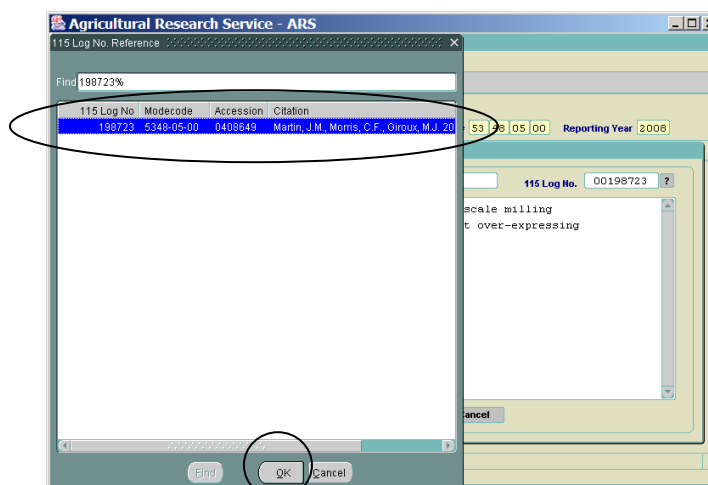 Agricultural Research Service - ARS
115 Log No. Reference
Find 198723%
115 Log No Modecode Accession Citation
198723 5348-05-00 0408649 Martin, J.M., Morris, C.F., Giroux, M.J. 20
53 48 05 00 Reporting Year 2008
115 Log No. 00198723 ?
scale milling
t over-expressing
Cancel
Find OK Cancel